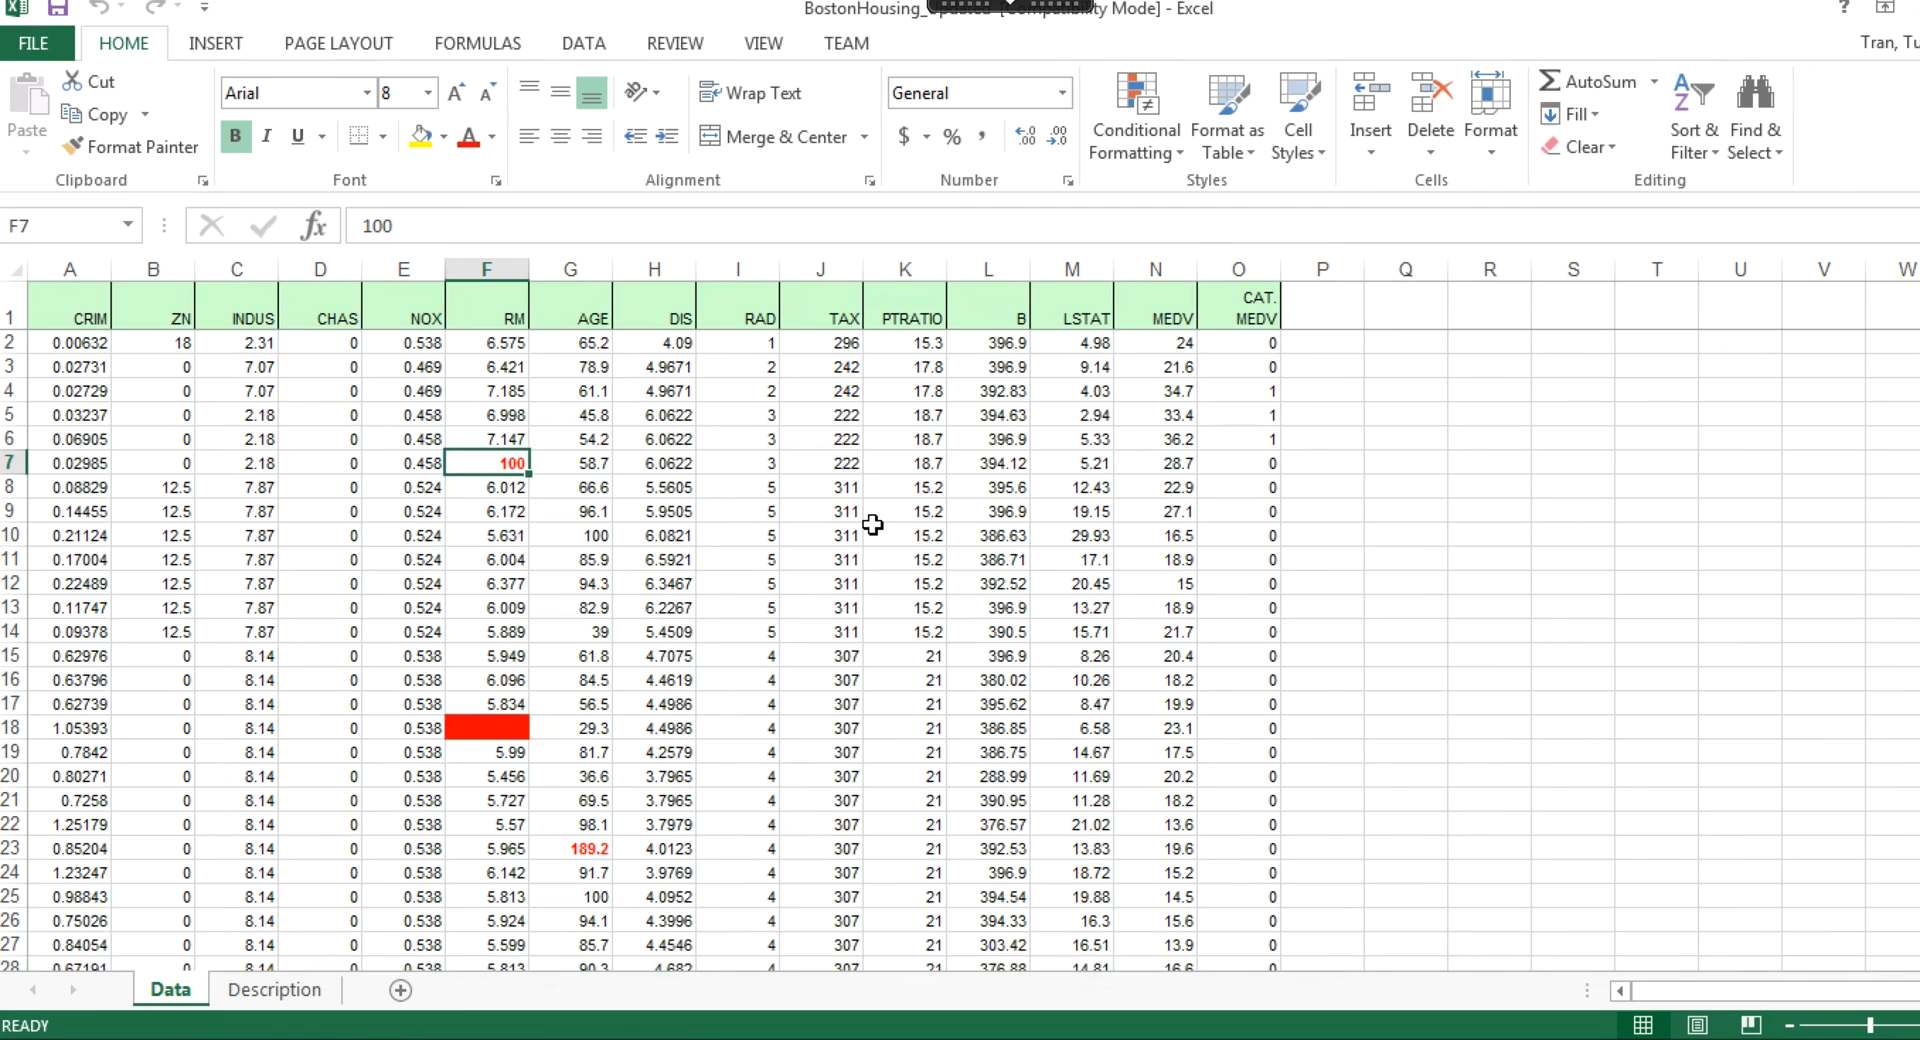 BostonHousing_Updated [Compatibility Mode] - Excel
?
FILE HOME INSERT PAGE LAYOUT FORMULAS DATA REVIEW VIEW TEAM Tran, Tu
Paste
Cut
Copy
Format Painter
Clipboard
Arial 8
B I U A
Font
Wrap Text
Merge & Center
Alignment
General
$ % ,
Number
Conditional Formatting
Format as Table
Cell Styles
Styles
Insert
Delete
Format
Cells
AutoSum
Fill
Clear
Sort & Filter
Find & Select
Editing
F7 fx 100
A B C D E F G H I J K L M N O P Q R S T U V W
1 CRIM ZN INDUS CHAS NOX RM AGE DIS RAD TAX PTRATIO B LSTAT MEDV CAT. MEDV
2 0.00632 18 2.31 0 0.538 6.575 65.2 4.09 1 296 15.3 396.9 4.98 24 0
3 0.02731 0 7.07 0 0.469 6.421 78.9 4.9671 2 242 17.8 396.9 9.14 21.6 0
4 0.02729 0 7.07 0 0.469 7.185 61.1 4.9671 2 242 17.8 392.83 4.03 34.7 1
5 0.03237 0 2.18 0 0.458 6.998 45.8 6.0622 3 222 18.7 394.63 2.94 33.4 1
6 0.06905 0 2.18 0 0.458 7.147 54.2 6.0622 3 222 18.7 396.9 5.33 36.2 1
7 0.02985 0 2.18 0 0.458 100 58.7 6.0622 3 222 18.7 394.12 5.21 28.7 0
8 0.08829 12.5 7.87 0 0.524 6.012 66.6 5.5605 5 311 15.2 395.6 12.43 22.9 0
9 0.14455 12.5 7.87 0 0.524 6.172 96.1 5.9505 5 311 15.2 396.9 19.15 27.1 0
10 0.21124 12.5 7.87 0 0.524 5.631 100 6.0821 5 311 15.2 386.63 29.93 16.5 0
11 0.17004 12.5 7.87 0 0.524 6.004 85.9 6.5921 5 311 15.2 386.71 17.1 18.9 0
12 0.22489 12.5 7.87 0 0.524 6.377 94.3 6.3467 5 311 15.2 392.52 20.45 15 0
13 0.11747 12.5 7.87 0 0.524 6.009 82.9 6.2267 5 311 15.2 396.9 13.27 18.9 0
14 0.09378 12.5 7.87 0 0.524 5.889 39 5.4509 5 311 15.2 390.5 15.71 21.7 0
15 0.62976 0 8.14 0 0.538 5.949 61.8 4.7075 4 307 21 396.9 8.26 20.4 0
16 0.63796 0 8.14 0 0.538 6.096 84.5 4.4619 4 307 21 380.02 10.26 18.2 0
17 0.62739 0 8.14 0 0.538 5.834 56.5 4.4986 4 307 21 395.62 8.47 19.9 0
18 1.05393 0 8.14 0 0.538 29.3 4.4986 4 307 21 386.85 6.58 23.1 0
19 0.7842 0 8.14 0 0.538 5.99 81.7 4.2579 4 307 21 386.75 14.67 17.5 0
20 0.80271 0 8.14 0 0.538 5.456 36.6 3.7965 4 307 21 288.99 11.69 20.2 0
21 0.7258 0 8.14 0 0.538 5.727 69.5 3.7965 4 307 21 390.95 11.28 18.2 0
22 1.25179 0 8.14 0 0.538 5.57 98.1 3.7979 4 307 21 376.57 21.02 13.6 0
23 0.85204 0 8.14 0 0.538 5.965 189.2 4.0123 4 307 21 392.53 13.83 19.6 0
24 1.23247 0 8.14 0 0.538 6.142 91.7 3.9769 4 307 21 396.9 18.72 15.2 0
25 0.98843 0 8.14 0 0.538 5.813 100 4.0952 4 307 21 394.54 19.88 14.5 0
26 0.75026 0 8.14 0 0.538 5.924 94.1 4.3996 4 307 21 394.33 16.3 15.6 0
27 0.84054 0 8.14 0 0.538 5.599 85.7 4.4546 4 307 21 303.42 16.51 13.9 0
28 0.67191 0 8.14 0 0.538 5.813 90.3 4.682 4 307 21 376.88 14.81 16.6 0
Data Description
READY